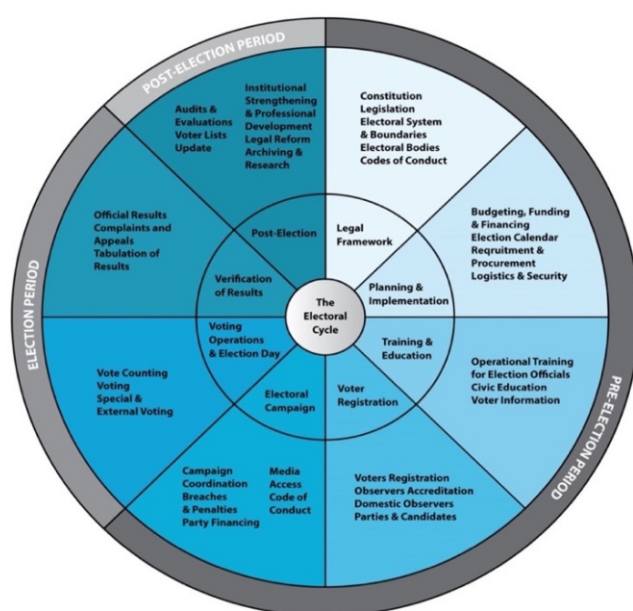 POST-ELECTION PERIOD
ELECTION PERIOD
PRE-ELECTION PERIOD
Audits &
Evaluations
Voter Lists
Update
Institutional
Strengthening
& Professional
Development
Legal Reform
Archiving &
Research
Constitution
Legislation
Electoral System
& Boundaries
Electoral Bodies
Codes of Conduct
Budgeting, Funding
& Financing
Election Calendar
Reqruitment &
Procurement
Logistics & Security
Operational Training
for Election Officials
Civic Education
Voter Information
Voters Registration
Observers Accreditation
Domestic Observers
Parties & Candidates
Campaign
Coordination
Breaches
& Penalties
Party Financing
Media
Access
Code of
Conduct
Vote Counting
Voting
Special &
External Voting
Official Results
Complaints and
Appeals
Tabulation of
Results
Post-Election
Legal
Framework
Planning &
Implementation
Training &
Education
Voter
Registration
Electoral
Campaign
Voting
Operations
& Election Day
Verification
of Results
The
Electoral
Cycle